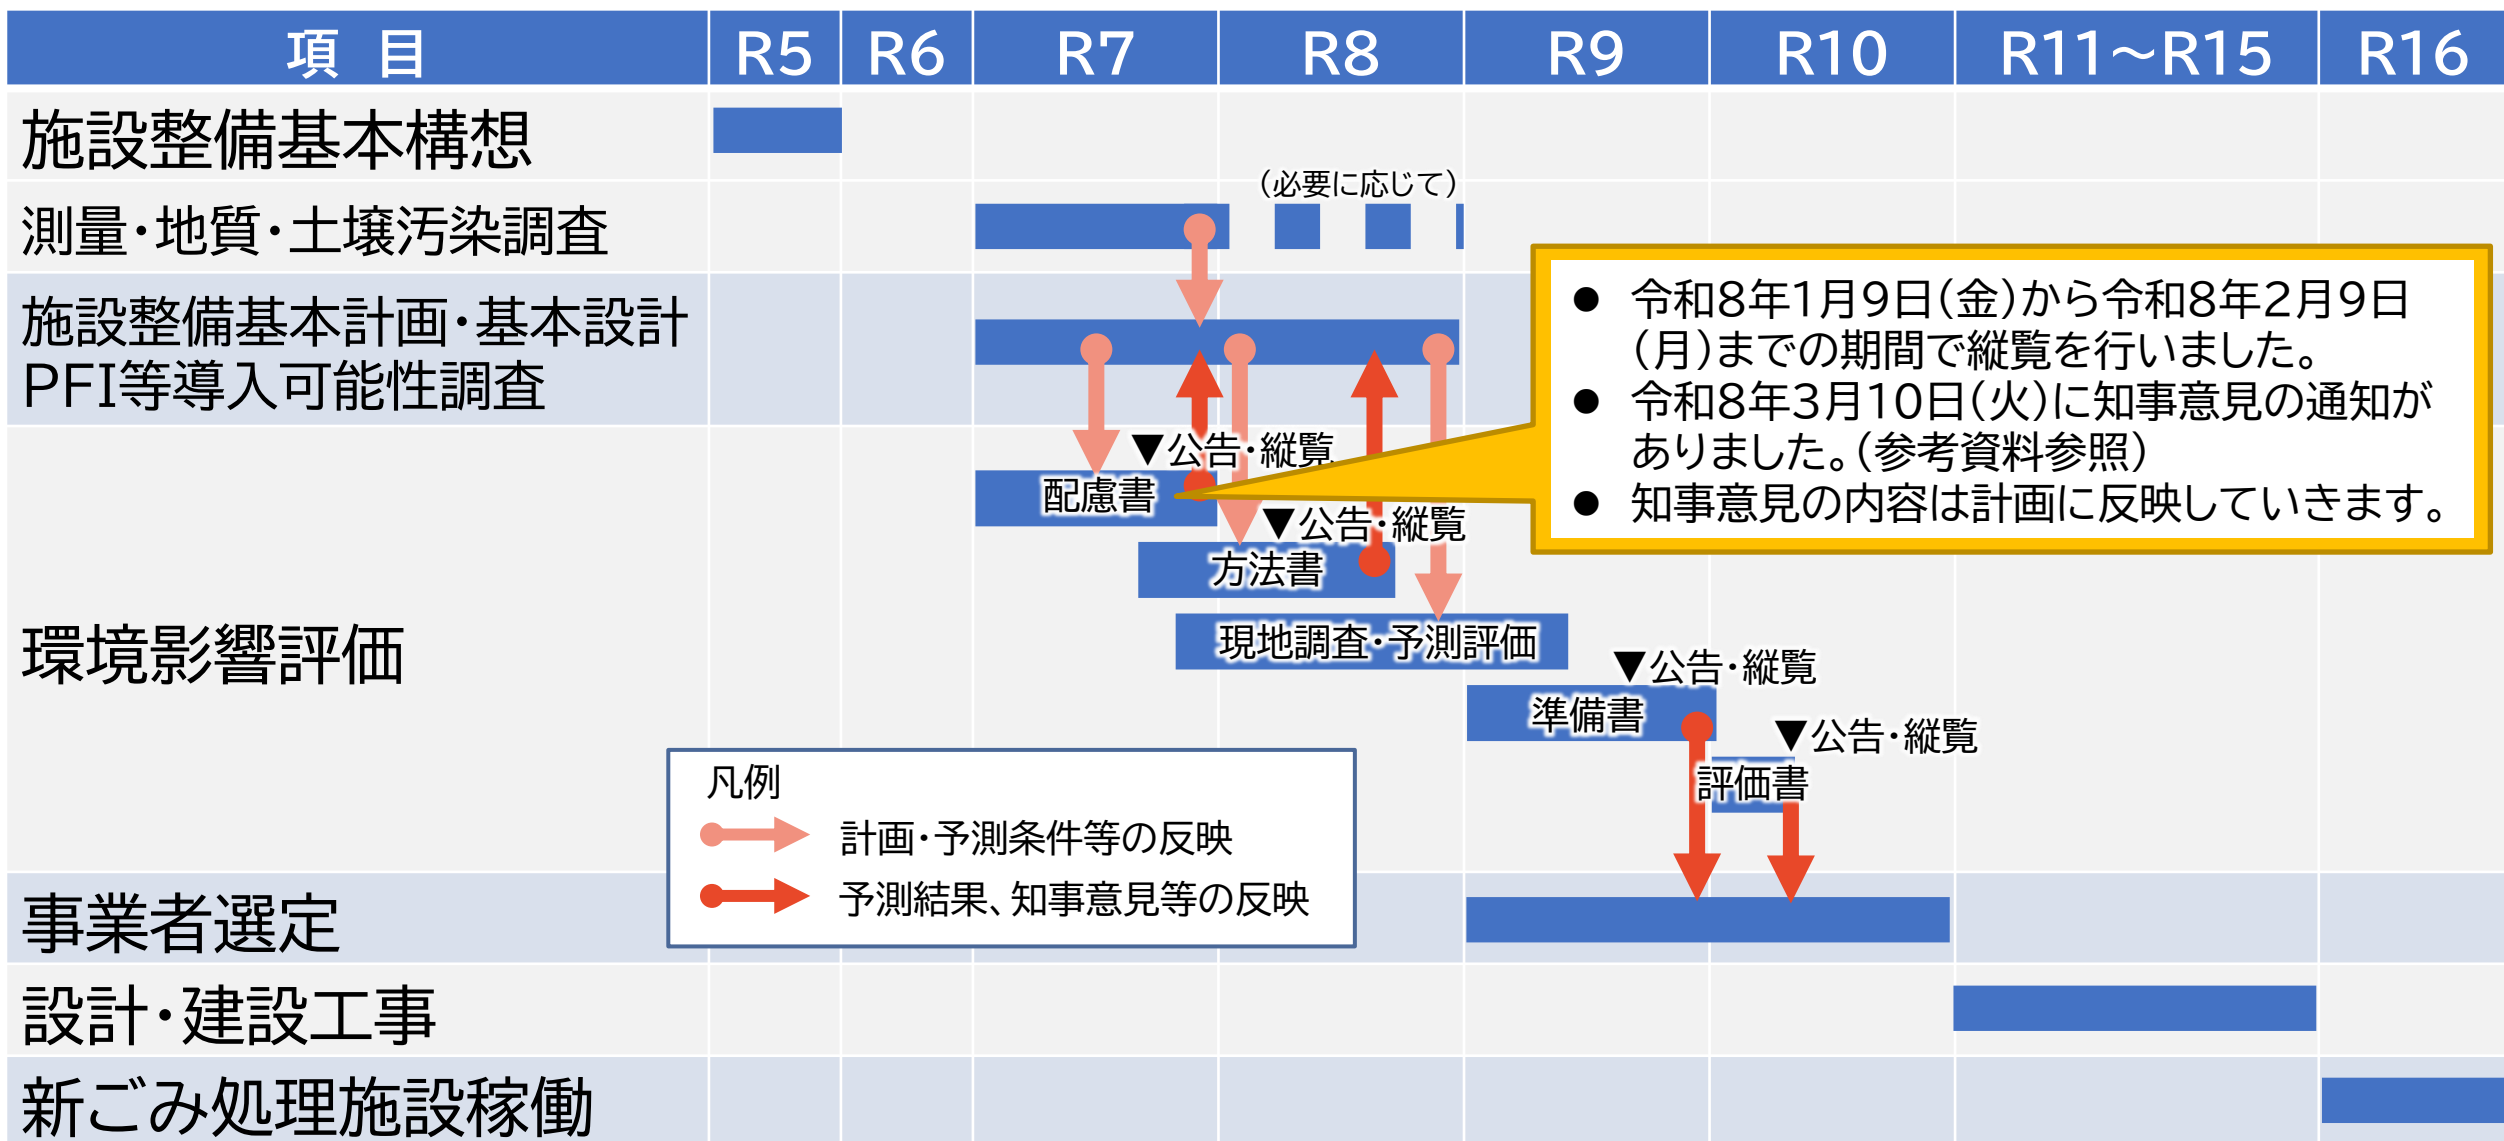 項 目 R5 R6 R7 R8 R9 R10 R11～R15 R16
施設整備基本構想
（必要に応じて）
測量・地質・土壌汚染調査
施設整備基本計画・基本設計
PFI等導入可能性調査
● 令和8年1月9日（金）から令和8年2月9日
（月）までの期間で縦覧を行いました。
● 令和8年3月10日（火）に知事意見の通知が
ありました。（参考資料参照）
● 知事意見の内容は計画に反映していきます。
環境影響評価
▼公告・縦覧
配慮書
▼公告・縦覧
方法書
現地調査・予測評価
▼公告・縦覧
準備書
▼公告・縦覧
評価書
凡例
計画・予測条件等の反映
予測結果、知事意見等の反映
事業者選定
設計・建設工事
新ごみ処理施設稼働